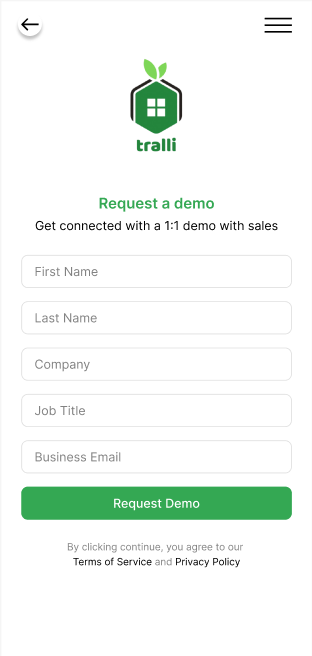 tralli
Request a demo
Get connected with a 1:1 demo with sales
First Name
Last Name
Company
Job Title
Business Email
Request Demo
By clicking continue, you agree to our
Terms of Service and Privacy Policy